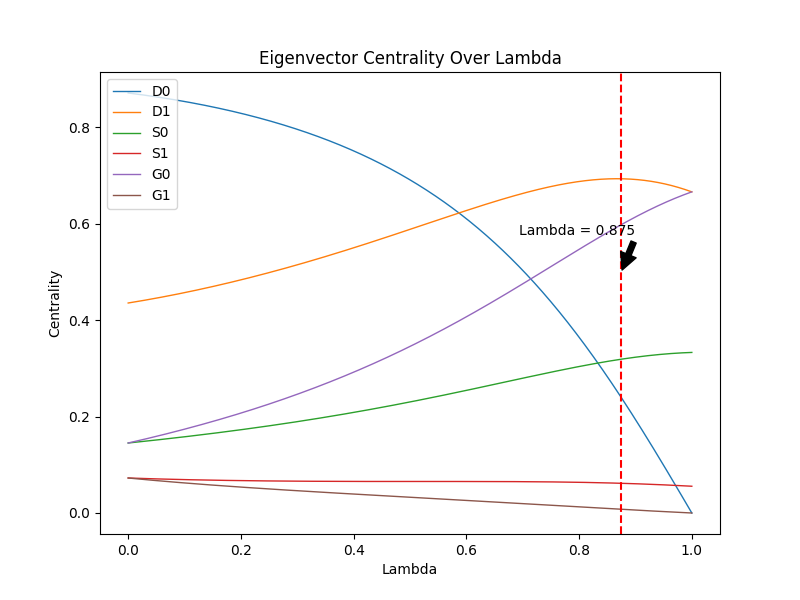 Eigenvector Centrality Over Lambda
D0
D1
S0
S1
G0
G1
Lambda = 0.875
Centrality
0.8
0.6
0.4
0.2
0.0
0.0
0.2
0.4
0.6
0.8
1.0
Lambda